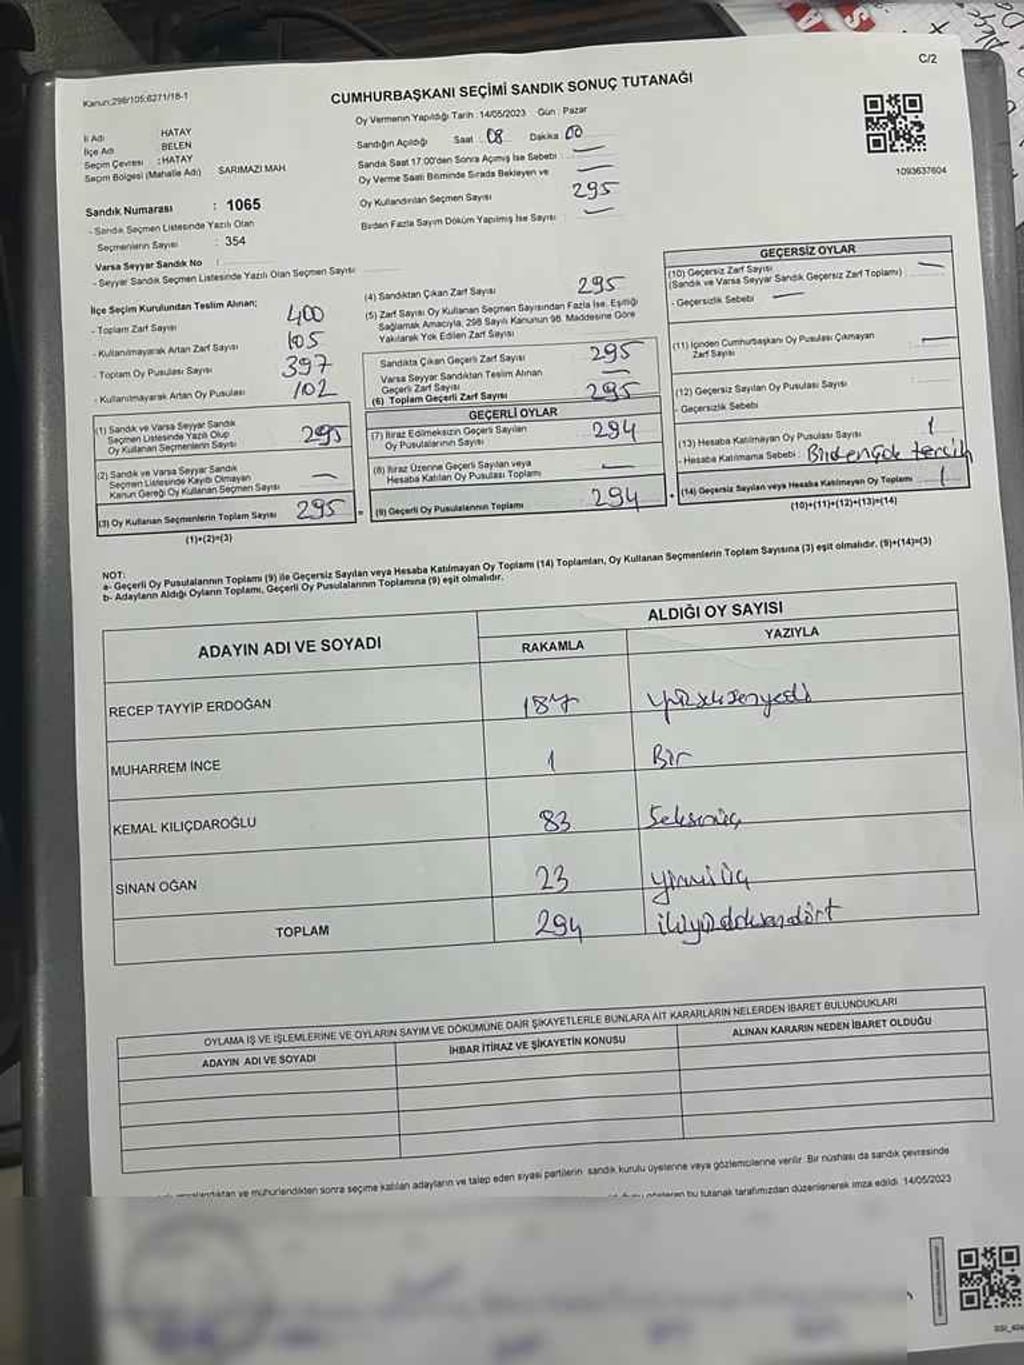 C/2
Kanun:298/105;6271/18-1
CUMHURBAŞKANI SEÇİMİ SANDIK SONUÇ TUTANAĞI
Oy Vermenin Yapıldığı Tarih : 14/05/2023 Gün : Pazar
İl Adı HATAY
İlçe Adı BELEN
Seçim Çevresi : HATAY
Seçim Bölgesi (Mahalle Adı) SARIMAZI MAH
Sandığın Açıldığı Saat 08 Dakika 00
Sandık Saat 17.00'den Sonra Açımış İse Sebebi : —
Oy Verme Saati Bitiminde Sırada Bekleyen ve —
Oy Kullandırılan Seçmen Sayısı 295
Birden Fazla Sayım Döküm Yapılmış İse Sayısı : —
1093637604
Sandık Numarası : 1065
- Sandık Seçmen Listesinde Yazılı Olan
Seçmenlerin Sayısı : 354
Varsa Seyyar Sandık No :
- Seyyar Sandık Seçmen Listesinde Yazılı Olan Seçmen Sayısı
İlçe Seçim Kurulundan Teslim Alınan;
- Toplam Zarf Sayısı 400
- Kullanılmayarak Artan Zarf Sayısı 105
- Toplam Oy Pusulası Sayısı 397
- Kullanılmayarak Artan Oy Pusulası 102
(1) Sandık ve Varsa Seyyar Sandık
Seçmen Listesinde Yazılı Olup
Oy Kullanan Seçmenlerin Sayısı 295
(2) Sandık ve Varsa Seyyar Sandık
Seçmen Listesinde Kaydı Olmayan
Kanun Gereği Oy Kullanan Seçmen Sayısı —
(3) Oy Kullanan Seçmenlerin Toplam Sayısı 295
(1)+(2)=(3)
(4) Sandıktan Çıkan Zarf Sayısı 295
(5) Zarf Sayısı Oy Kullanan Seçmen Sayısından Fazla İse, Eşitliği
Sağlamak Amacıyla, 298 Sayılı Kanunun 98. Maddesine Göre
Yakılarak Yok Edilen Zarf Sayısı
Sandıkta Çıkan Geçerli Zarf Sayısı 295
Varsa Seyyar Sandıktan Teslim Alınan
Geçerli Zarf Sayısı —
(6) Toplam Geçerli Zarf Sayısı 295
GEÇERLİ OYLAR
(7) İtiraz Edilmeksizin Geçerli Sayılan
Oy Pusulalarının Sayısı 294
(8) İtiraz Üzerine Geçerli Sayılan veya
Hesaba Katılan Oy Pusulası Toplamı —
(9) Geçerli Oy Pusulalarının Toplamı 294
GEÇERSİZ OYLAR
(10) Geçersiz Zarf Sayısı
(Sandık ve Varsa Seyyar Sandık Geçersiz Zarf Toplamı) —
- Geçersizlik Sebebi —
(11) İçinden Cumhurbaşkanı Oy Pusulası Çıkmayan
Zarf Sayısı —
(12) Geçersiz Sayılan Oy Pusulası Sayısı :
- Geçersizlik Sebebi
(13) Hesaba Katılmayan Oy Pusulası Sayısı 1
- Hesaba Katılmama Sebebi : Birdençok tercih
(14) Geçersiz Sayılan veya Hesaba Katılmayan Oy Toplamı 1
(10)+(11)+(12)+(13)=(14)
NOT:
a- Geçerli Oy Pusulalarının Toplamı (9) ile Geçersiz Sayılan veya Hesaba Katılmayan Oy Toplamı (14) Toplamları, Oy Kullanan Seçmenlerin Toplam Sayısına (3) eşit olmalıdır. (9)+(14)=(3)
b- Adayların Aldığı Oyların Toplamı, Geçerli Oy Pusulalarının Toplamına (9) eşit olmalıdır.
ADAYIN ADI VE SOYADI
ALDIĞI OY SAYISI
RAKAMLA YAZIYLA
RECEP TAYYİP ERDOĞAN 187 yüzseksenyedi
MUHARREM İNCE 1 Bir
KEMAL KILIÇDAROĞLU 83 Seksenüç
SİNAN OĞAN 23 yirmiüç
TOPLAM 294 ikiyüzdoksandört
OYLAMA İŞ VE İŞLEMLERİNE VE OYLARIN SAYIM VE DÖKÜMÜNE DAİR ŞİKAYETLERLE BUNLARA AİT KARARLARIN NELERDEN İBARET BULUNDUKLARI
ADAYIN ADI VE SOYADI İHBAR İTİRAZ VE ŞİKAYETİN KONUSU ALINAN KARARIN NEDEN İBARET OLDUĞU
ve mühürlendikten sonra seçime katılan adayların ve talep eden siyasi partilerin sandık kurulu üyelerine veya gözlemcilerine verilir. Bir nüshası da sandık çevresinde
bu tutanak tarafımızdan düzenlenerek imza edildi. 14/05/2023